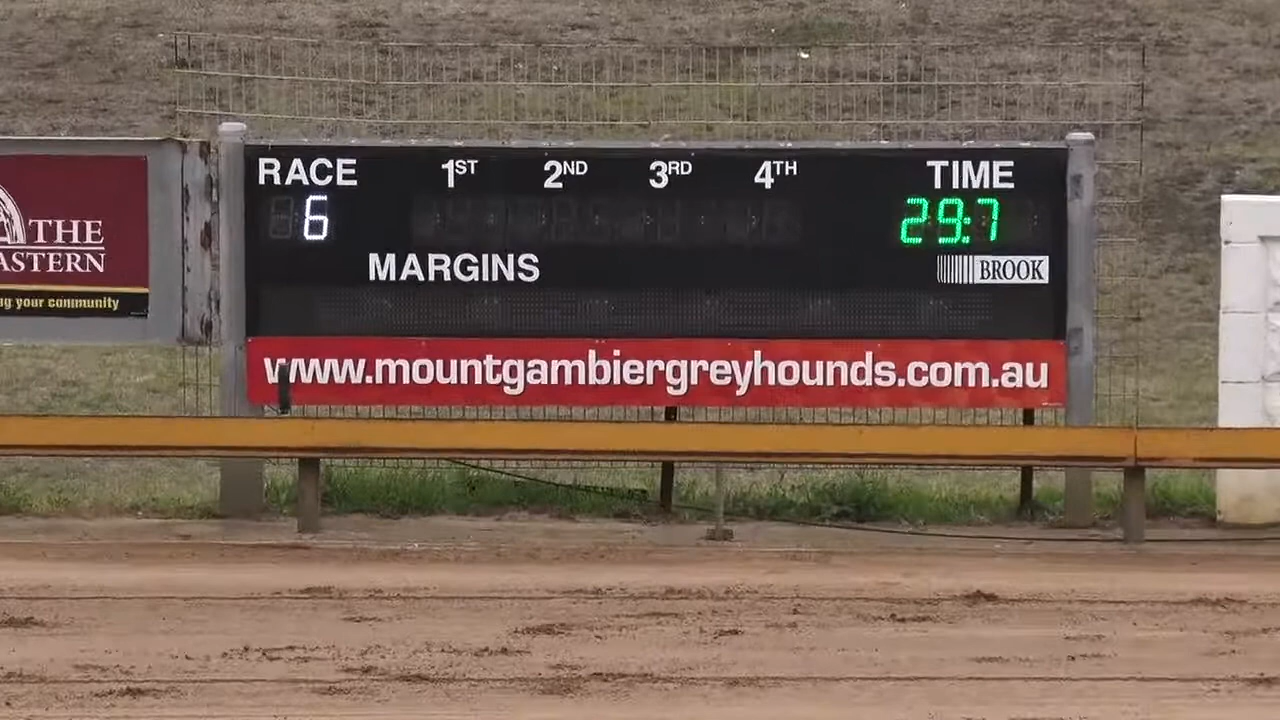 RACE 1ST 2ND 3RD 4TH TIME
6 29:7
MARGINS
BROOK
www.mountgambiergreyhounds.com.au
THE
ASTERN
your community